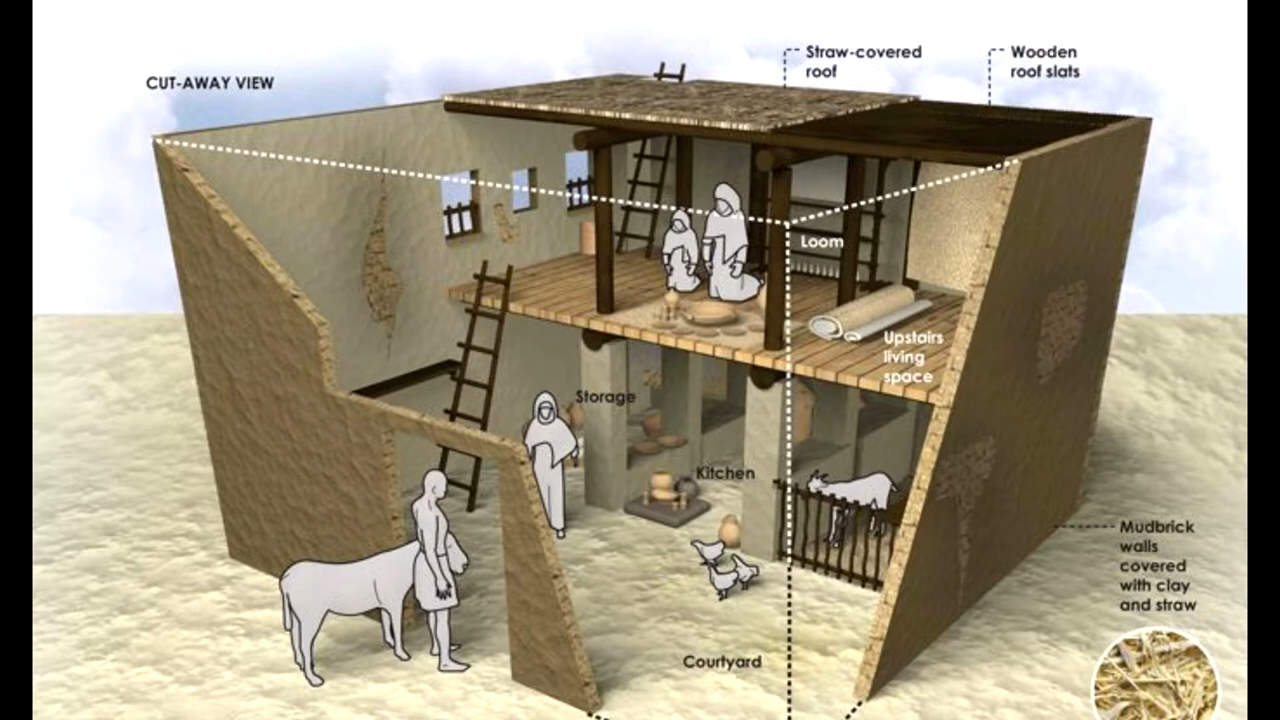 Straw-covered
roof
Wooden
roof slats
CUT-AWAY VIEW
Loom
Upstairs
living
space
Storage
Kitchen
Mudbrick
walls
covered
with clay
and straw
Courtyard